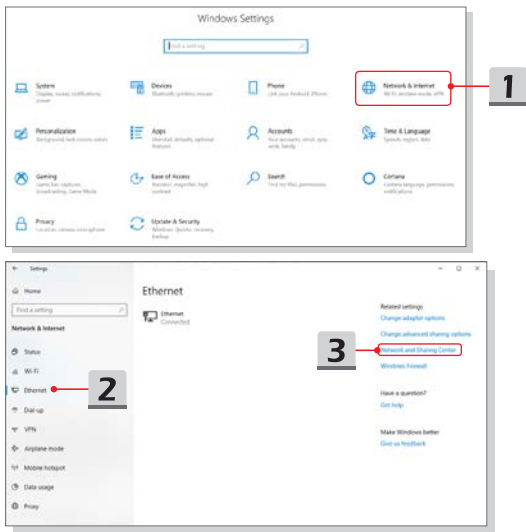 Windows Settings
Find a setting
1
System
Display, sound, notifications, power
Devices
Bluetooth, printers, mouse
Phone
Link your Android, iPhone
Network & Internet
Wi-Fi, airplane mode, VPN
Personalization
Background, lock screen, colors
Apps
Uninstall, defaults, optional features
Accounts
Your accounts, email, sync, work, family
Time & Language
Speech, region, date
Gaming
Game bar, captures, broadcasting, Game Mode
Ease of Access
Narrator, magnifier, high contrast
Search
Find my files, permissions
Cortana
Cortana language, permissions, notifications
Privacy
Location, camera, microphone
Update & Security
Windows Update, recovery, backup
Settings
Home
Find a setting
Network & Internet
Status
Wi-Fi
Ethernet
2
Dial-up
VPN
Airplane mode
Mobile hotspot
Data usage
Proxy
Ethernet
Ethernet
Connected
Related settings
Change adapter options
Change advanced sharing options
3
Network and Sharing Center
Windows Firewall
Have a question?
Get help
Make Windows better
Give us feedback